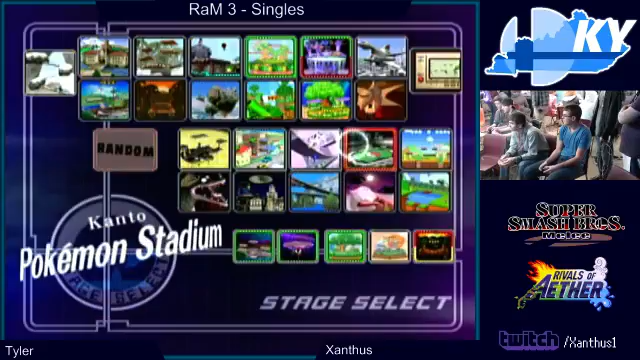 RaM 3 - Singles
KY
RANDOM
Kanto
Pokémon Stadium
STAGE SELECT
SUPER
SMASH BROS.
Melee
RIVALS OF
AETHER
twitch /Xanthus1
Tyler
Xanthus